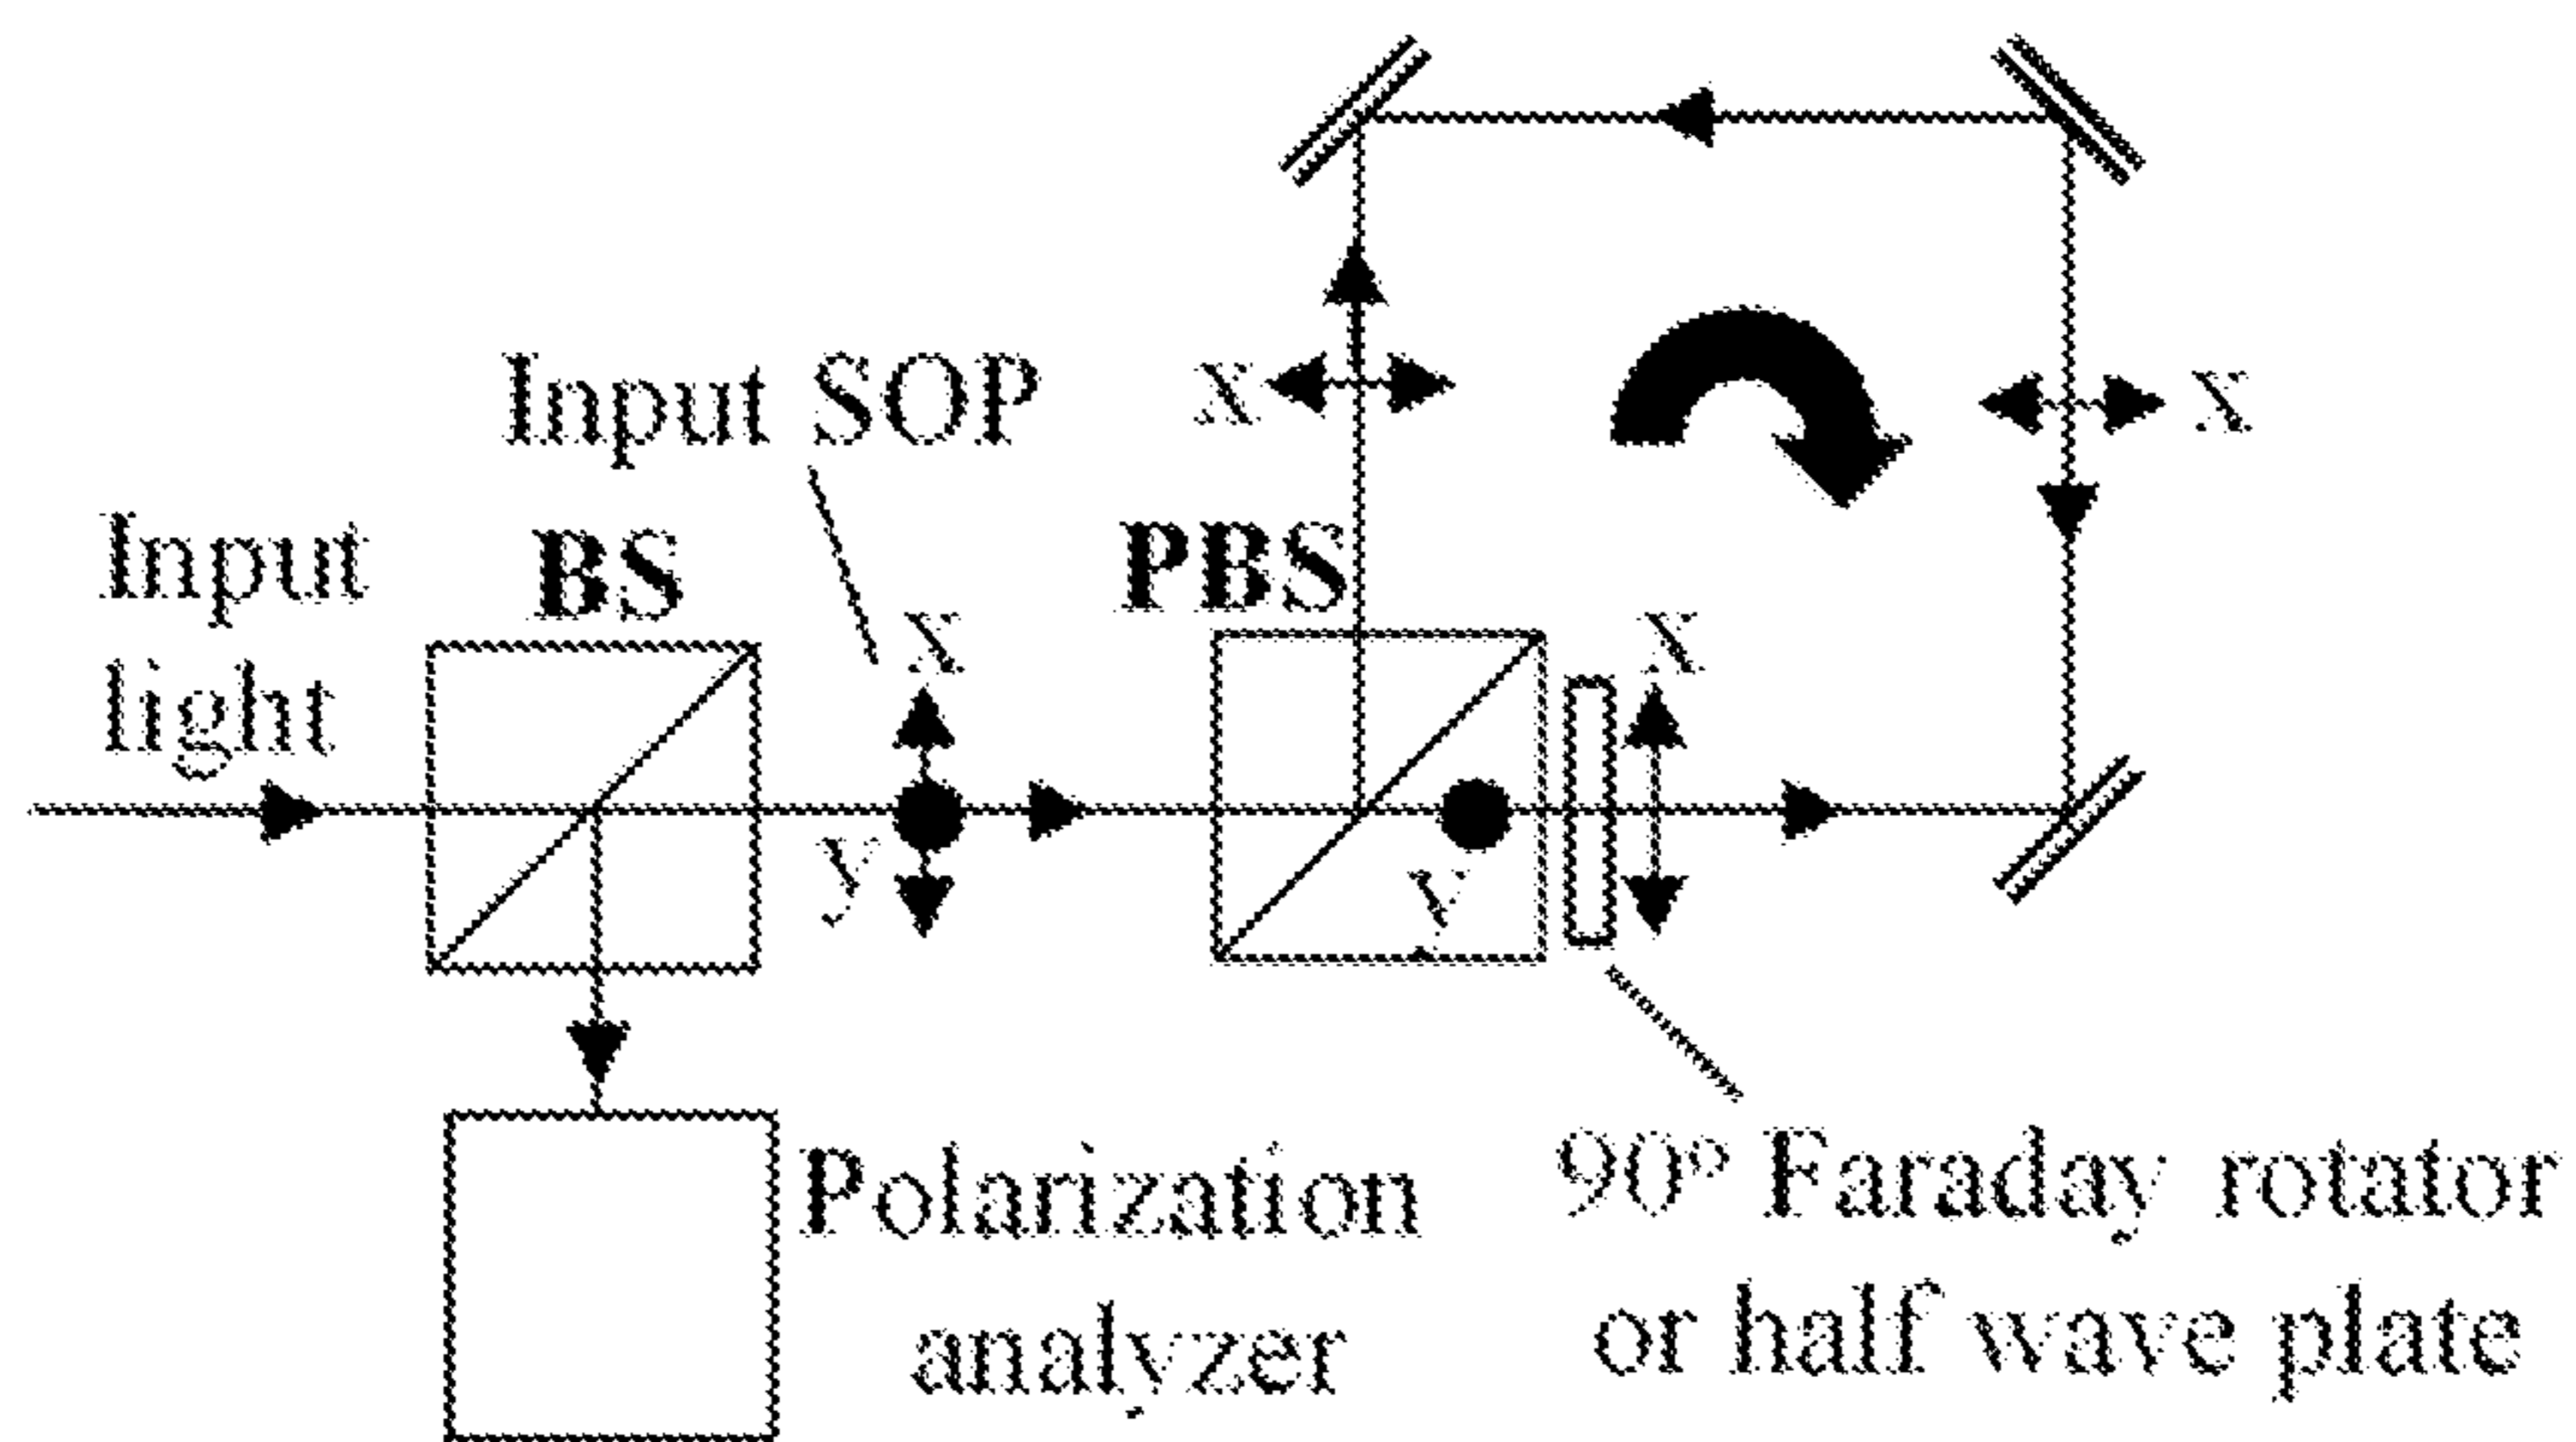 Input SOP
Input
light
BS
PBS
x
x
x
y
x
y
Polarization
analyzer
90° Faraday rotator
or half wave plate